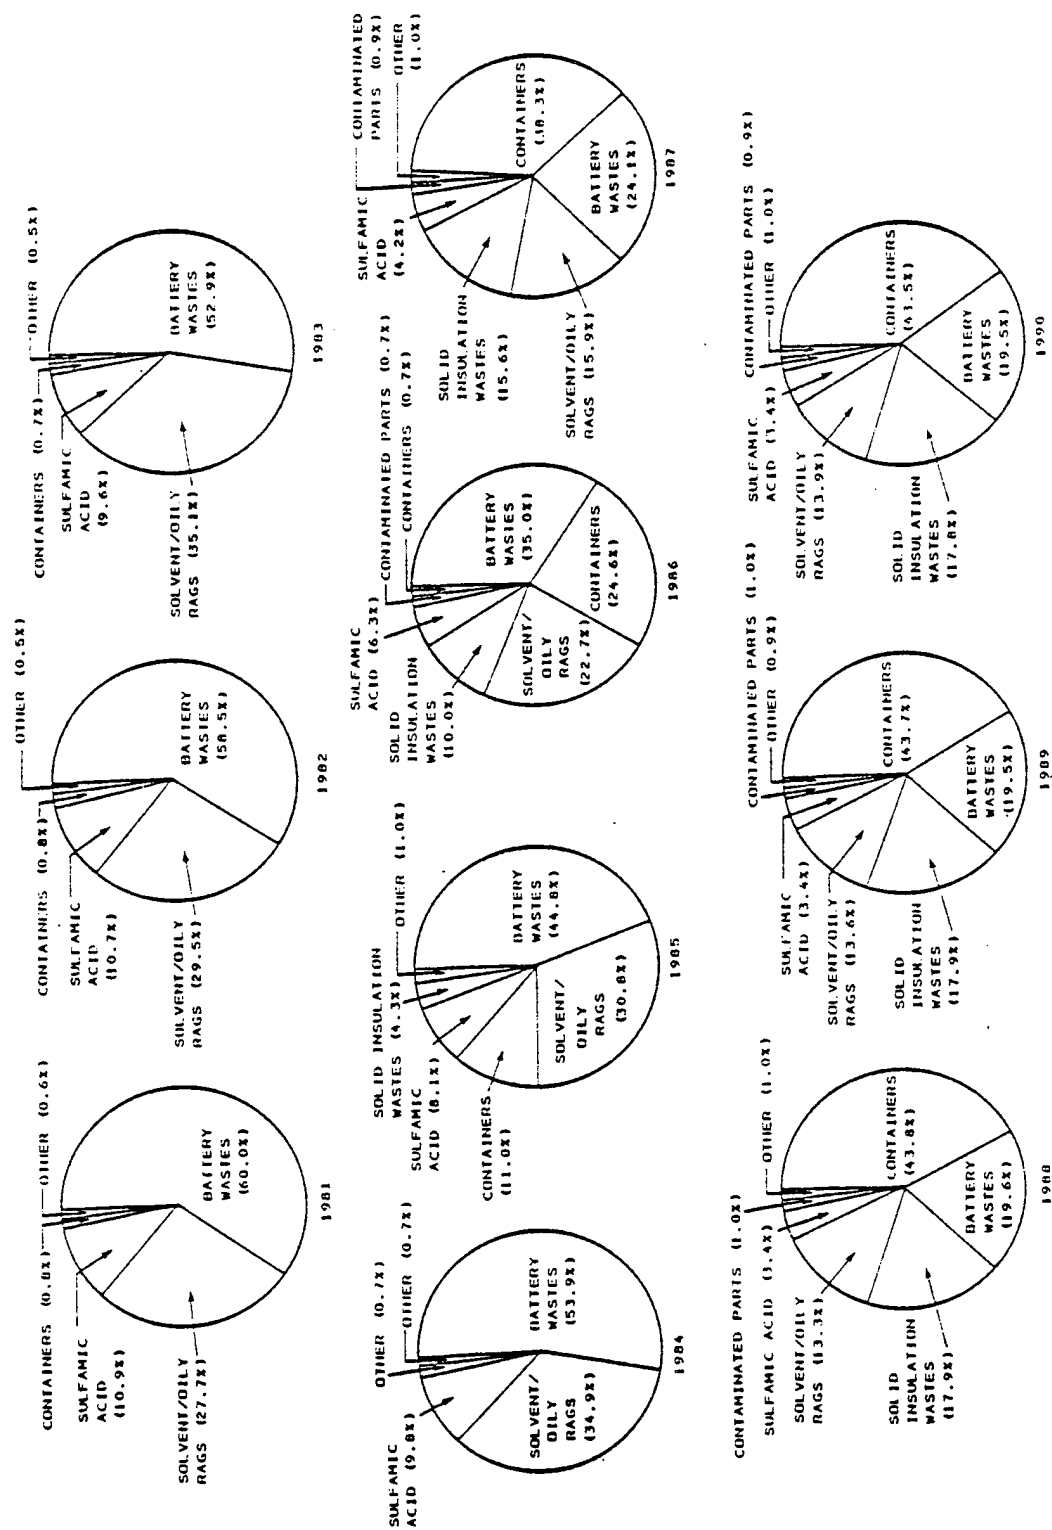 CONTAINERS (0.8%)
OTHER (0.6%)
SULFAMIC
ACID
(10.9%)
BATTERY
WASTES
(60.0%)
SOLVENT/OILY
RAGS (27.7%)
1981
CONTAINERS (0.8%)
OTHER (0.5%)
SULFAMIC
ACID
(10.7%)
BATTERY
WASTES
(58.5%)
SOLVENT/OILY
RAGS (29.5%)
1982
CONTAINERS (0.7%)
OTHER (0.5%)
SULFAMIC
ACID
(9.6%)
BATTERY
WASTES
(52.9%)
SOLVENT/OILY
RAGS (35.1%)
1983
OTHER (0.7%)
OTHER (0.7%)
SULFAMIC
ACID (9.8%)
BATTERY
WASTES
(53.9%)
SOLVENT/
OILY
RAGS
(34.9%)
1984
SOLID INSULATION
WASTES (4.3%)
OTHER (1.0%)
SULFAMIC
ACID (8.1%)
CONTAINERS
(11.0%)
BATTERY
WASTES
(44.8%)
SOLVENT/
OILY
RAGS
(30.8%)
1985
CONTAMINATED PARTS (0.7%)
CONTAINERS (0.7%)
SULFAMIC
ACID (6.3%)
SOLID
INSULATION
WASTES
(10.0%)
BATTERY
WASTES
(35.0%)
SOLVENT/
OILY
RAGS
(22.7%)
CONTAINERS
(24.6%)
1986
CONTAMINATED
PARTS (0.9%)
OTHER
(1.0%)
SULFAMIC
ACID
(4.2%)
SOLID
INSULATION
WASTES
(15.6%)
CONTAINERS
(38.3%)
SOLVENT/OILY
RAGS (15.9%)
BATTERY
WASTES
(24.1%)
1987
CONTAMINATED PARTS (1.0%)
OTHER (1.0%)
SULFAMIC ACID (3.4%)
SOLVENT/OILY
RAGS (13.3%)
CONTAINERS
(43.8%)
SOLID
INSULATION
WASTES
(17.9%)
BATTERY
WASTES
(19.6%)
1988
CONTAMINATED PARTS (1.0%)
OTHER (0.9%)
SULFAMIC
ACID (3.4%)
SOLVENT/OILY
RAGS (13.6%)
CONTAINERS
(43.7%)
SOLID
INSULATION
WASTES
(17.9%)
BATTERY
WASTES
(19.5%)
1989
CONTAMINATED PARTS (0.9%)
OTHER (1.0%)
SULFAMIC
ACID (3.4%)
SOLVENT/OILY
RAGS (13.9%)
CONTAINERS
(43.5%)
SOLID
INSULATION
WASTES
(17.8%)
BATTERY
WASTES
(19.5%)
1990